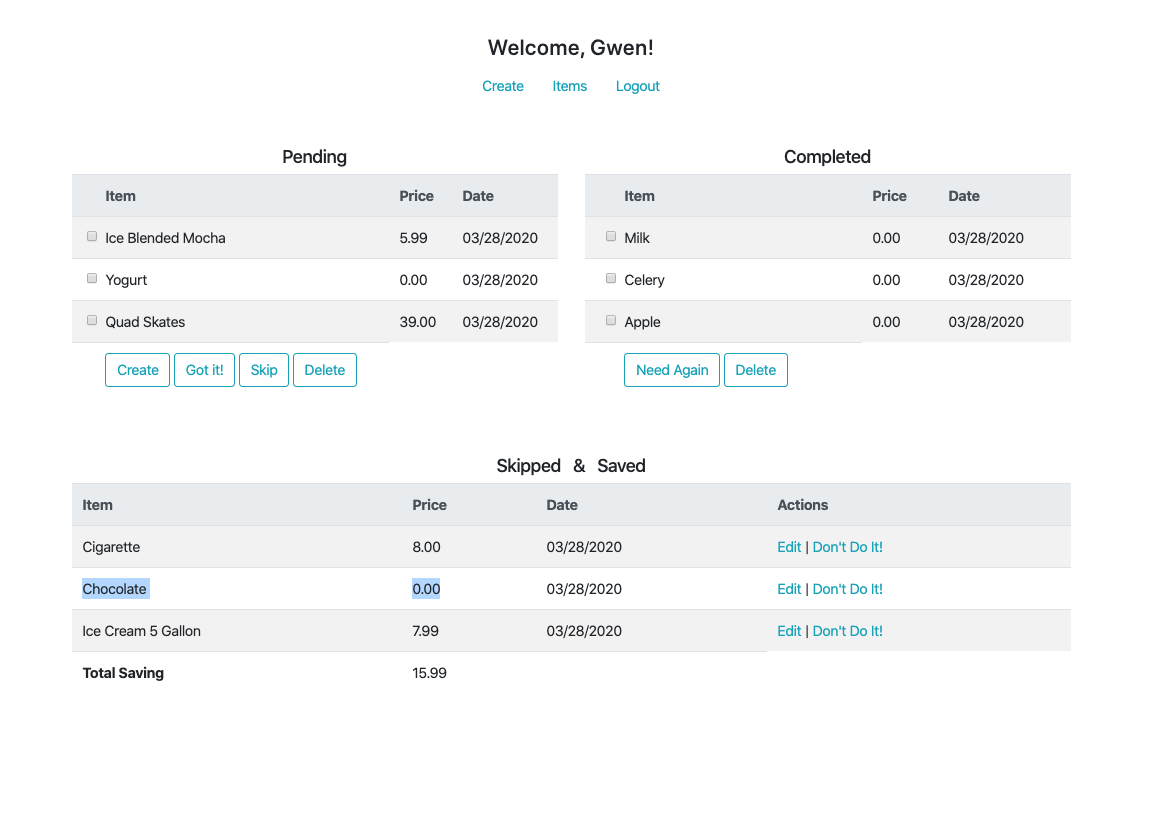 Welcome, Gwen!
Create Items Logout
Pending
Item Price Date
Ice Blended Mocha 5.99 03/28/2020
Yogurt 0.00 03/28/2020
Quad Skates 39.00 03/28/2020
Create Got it! Skip Delete
Completed
Item Price Date
Milk 0.00 03/28/2020
Celery 0.00 03/28/2020
Apple 0.00 03/28/2020
Need Again Delete
Skipped & Saved
Item Price Date Actions
Cigarette 8.00 03/28/2020 Edit | Don't Do It!
Chocolate 0.00 03/28/2020 Edit | Don't Do It!
Ice Cream 5 Gallon 7.99 03/28/2020 Edit | Don't Do It!
Total Saving 15.99